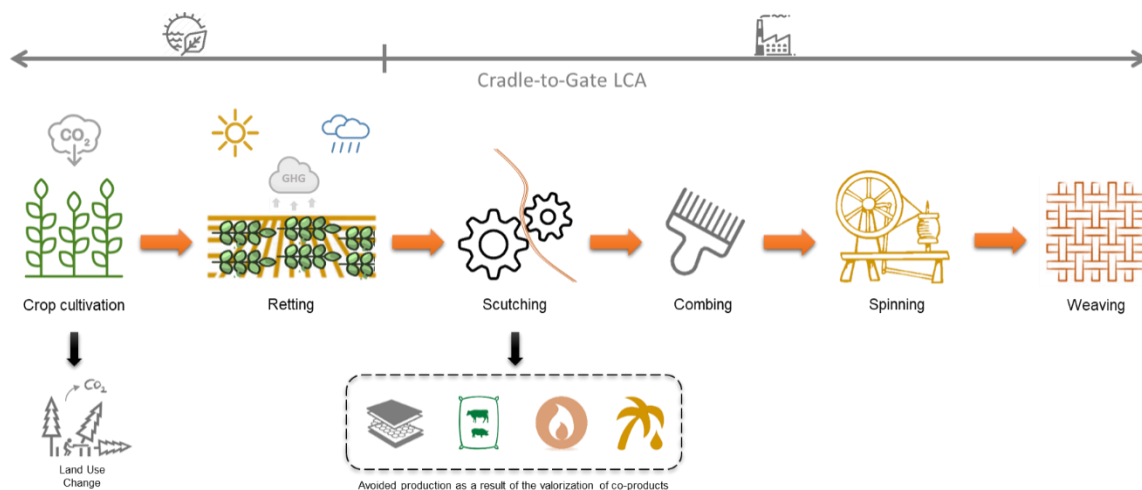 Cradle-to-Gate LCA
CO2
GHG
Crop cultivation
Retting
Scutching
Combing
Spinning
Weaving
CO2
Land Use
Change
Avoided production as a result of the valorization of co-products